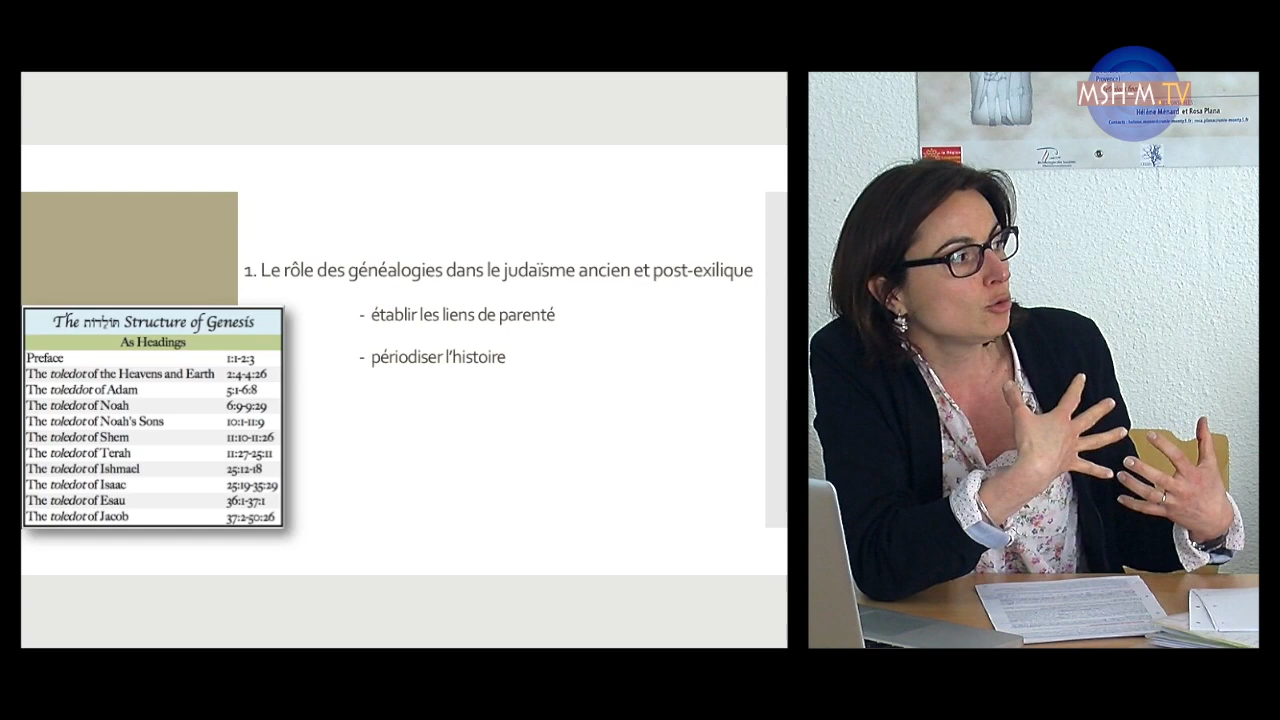 1. Le rôle des généalogies dans le judaïsme ancien et post-exilique
- établir les liens de parenté
- périodiser l'histoire
The תּוֹלֵדוֹת Structure of Genesis
As Headings
Preface 1:1-2:3
The toledot of the Heavens and Earth 2:4-4:26
The toleddot of Adam 5:1-6:8
The toledot of Noah 6:9-9:29
The toledot of Noah's Sons 10:1-11:9
The toledot of Shem 11:10-11:26
The toledot of Terah 11:27-25:11
The toledot of Ishmael 25:12-18
The toledot of Isaac 25:19-35:29
The toledot of Esau 36:1-37:1
The toledot of Jacob 37:2-50:26
MSH-M.TV
Hélène Ménard et Rosa Plana